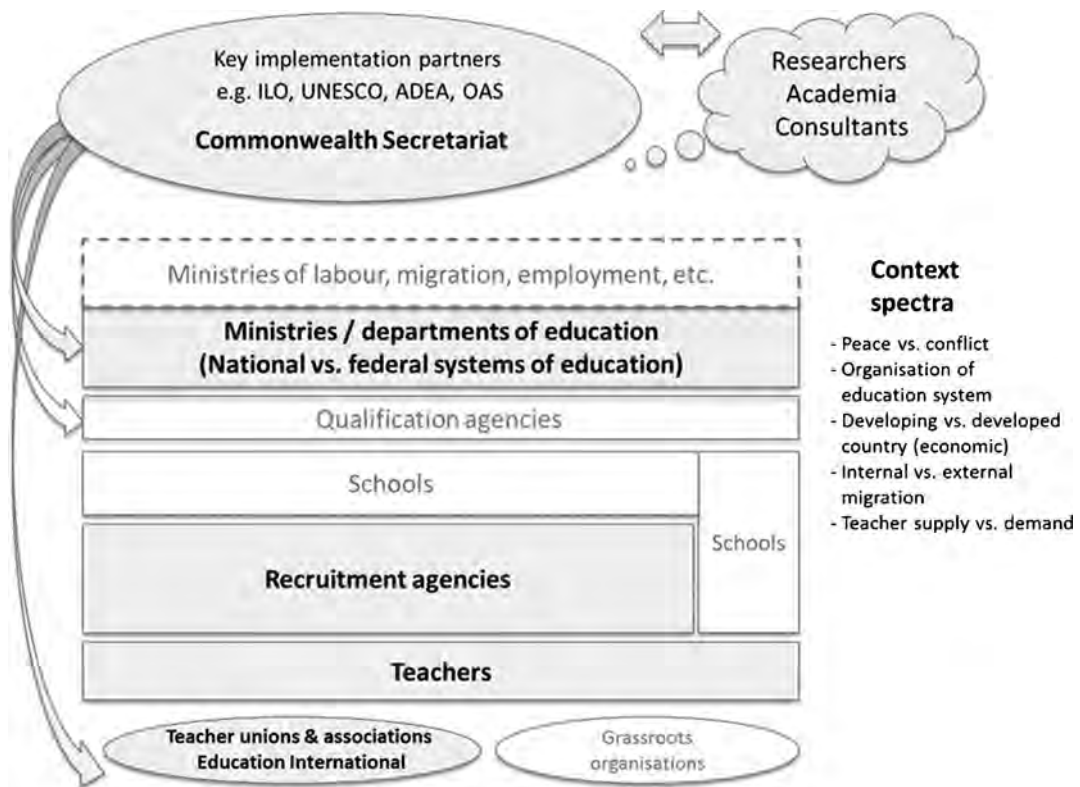 Key implementation partners
e.g. ILO, UNESCO, ADEA, OAS
Commonwealth Secretariat
Researchers
Academia
Consultants
Ministries of labour, migration, employment, etc.
Ministries / departments of education
(National vs. federal systems of education)
Qualification agencies
Schools
Schools
Recruitment agencies
Teachers
Teacher unions & associations
Education International
Grassroots
organisations
Context
spectra
- Peace vs. conflict
- Organisation of
education system
- Developing vs. developed
country (economic)
- Internal vs. external
migration
- Teacher supply vs. demand